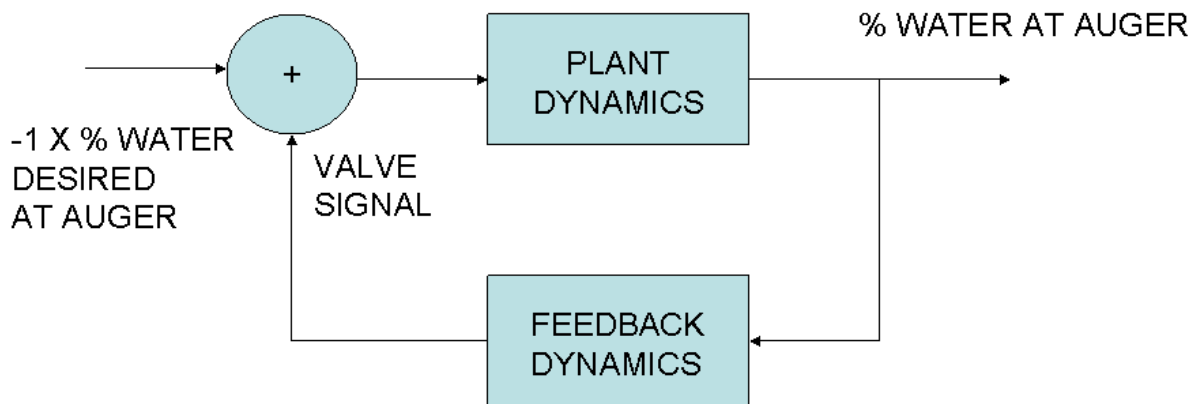 % WATER AT AUGER
+
PLANT
DYNAMICS
-1 X % WATER
DESIRED
AT AUGER
VALVE
SIGNAL
FEEDBACK
DYNAMICS